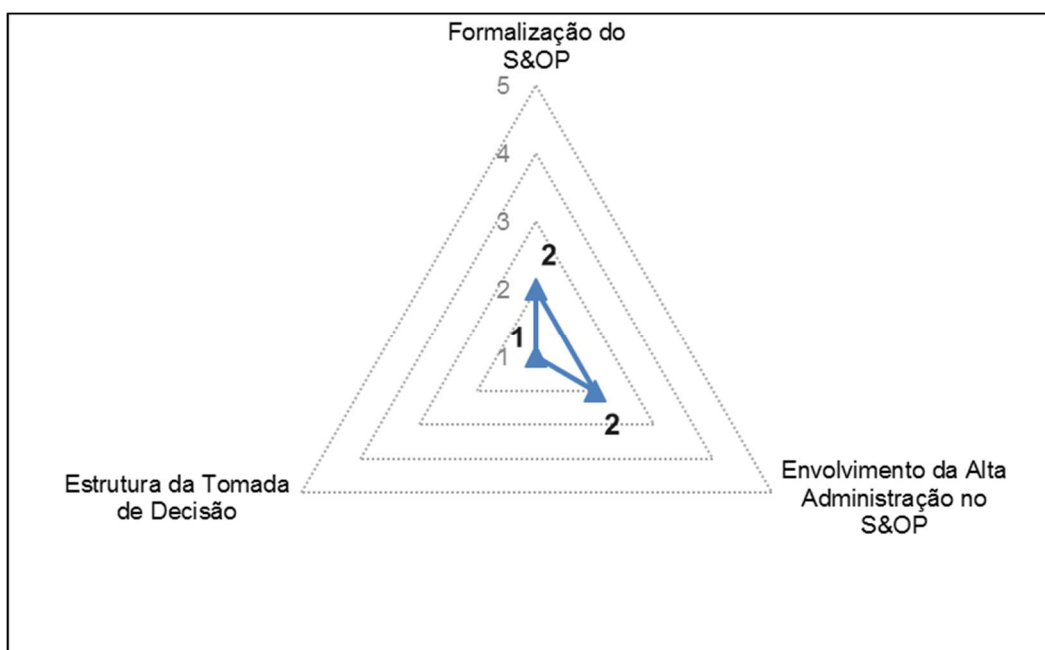 Formalização do
S&OP
5
4
3
2
2
1
1
2
Estrutura da Tomada
de Decisão
Envolvimento da Alta
Administração no
S&OP